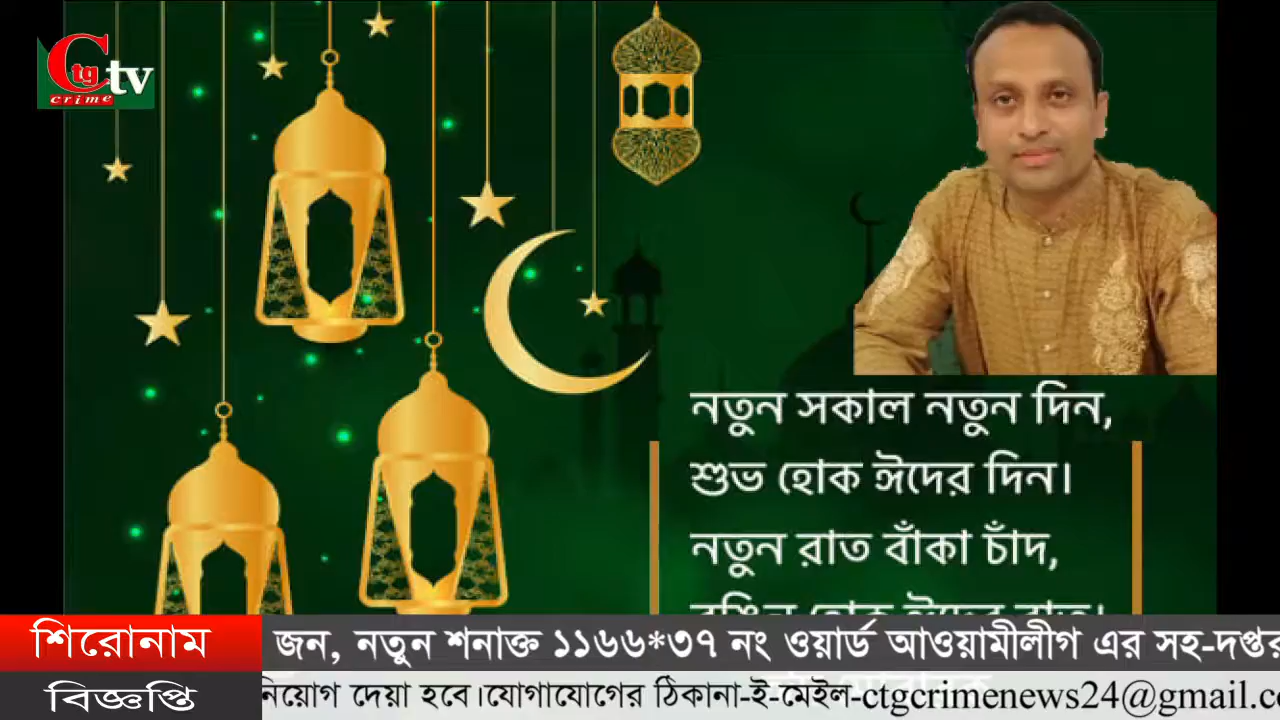 Ctg tv
crime
নতুন সকাল নতুন দিন,
শুভ হোক ঈদের দিন।
নতুন রাত বাঁকা চাঁদ,
শিরোনাম
জন, নতুন শনাক্ত ১১৬৬*৩৭ নং ওয়ার্ড আওয়ামীলীগ এর সহ-দপ্তর
বিজ্ঞপ্তি
নিয়োগ দেয়া হবে।যোগাযোগের ঠিকানা-ই-মেইল-ctgcrimenews24@gmail.c